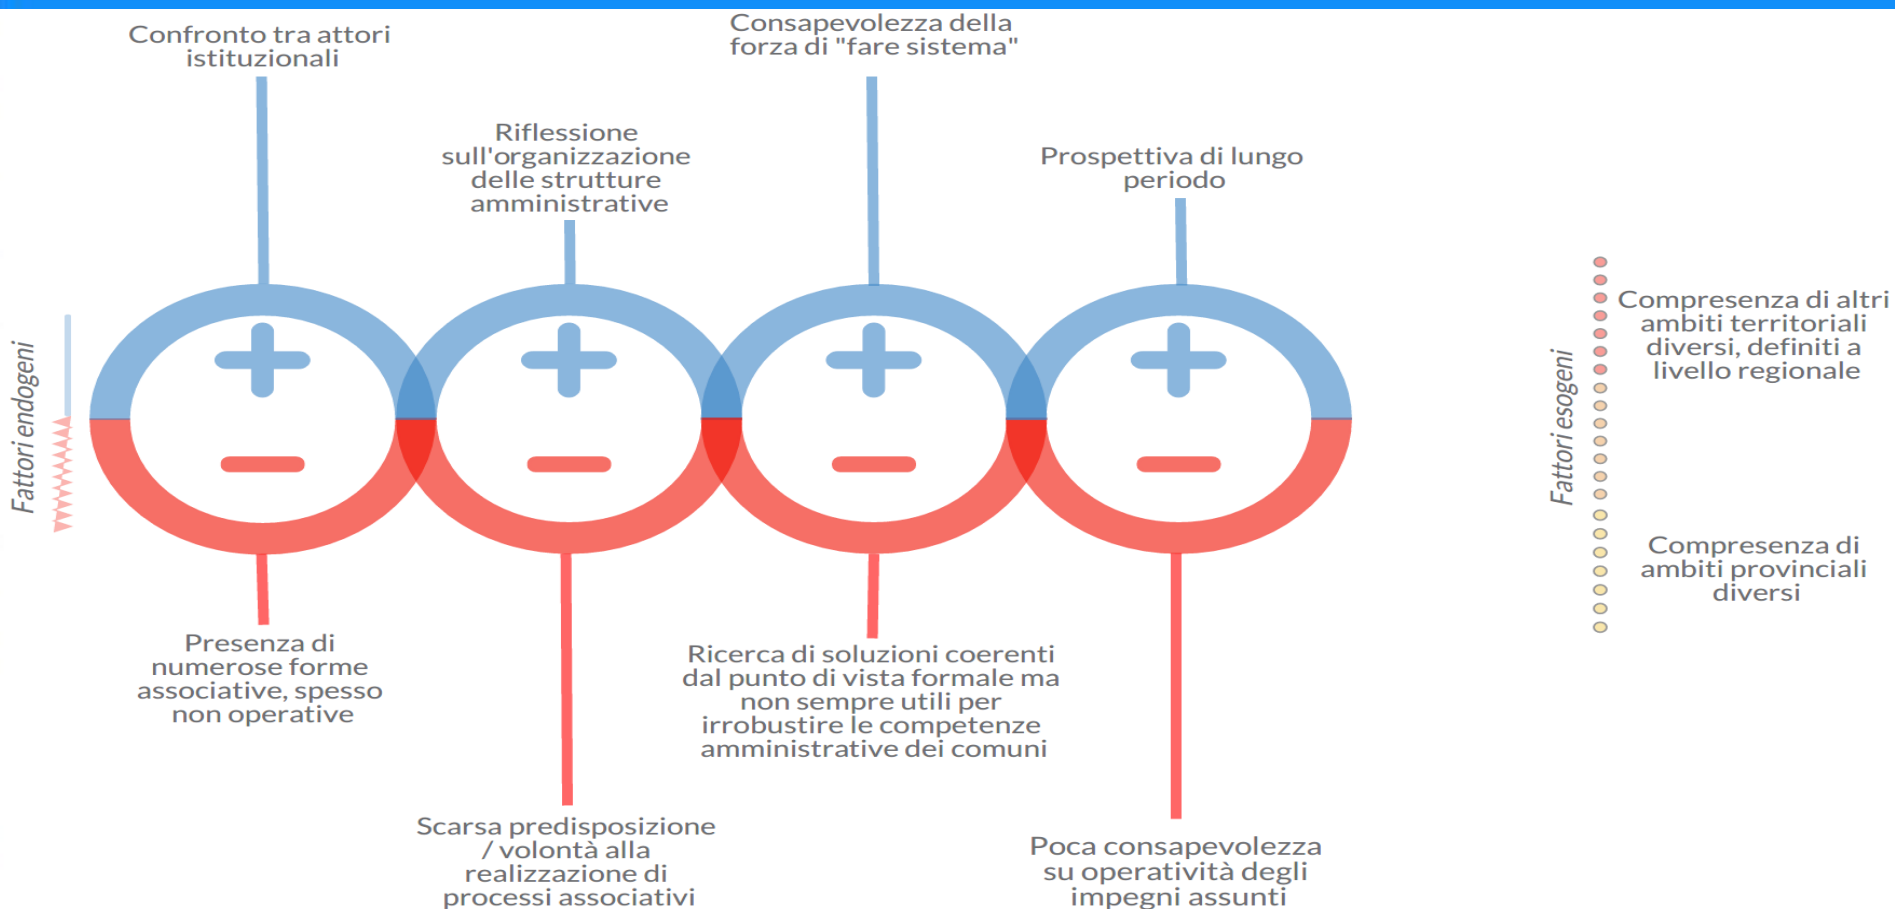 Confronto tra attori
istituzionali
Riflessione
sull'organizzazione
delle strutture
amministrative
Consapevolezza della
forza di "fare sistema"
Prospettiva di lungo
periodo
Fattori endogeni
Presenza di
numerose forme
associative, spesso
non operative
Scarsa predisposizione
/ volontà alla
realizzazione di
processi associativi
Ricerca di soluzioni coerenti
dal punto di vista formale ma
non sempre utili per
irrobustire le competenze
amministrative dei comuni
Poca consapevolezza
su operatività degli
impegni assunti
Fattori esogeni
Compresenza di altri
ambiti territoriali
diversi, definiti a
livello regionale
Compresenza di
ambiti provinciali
diversi